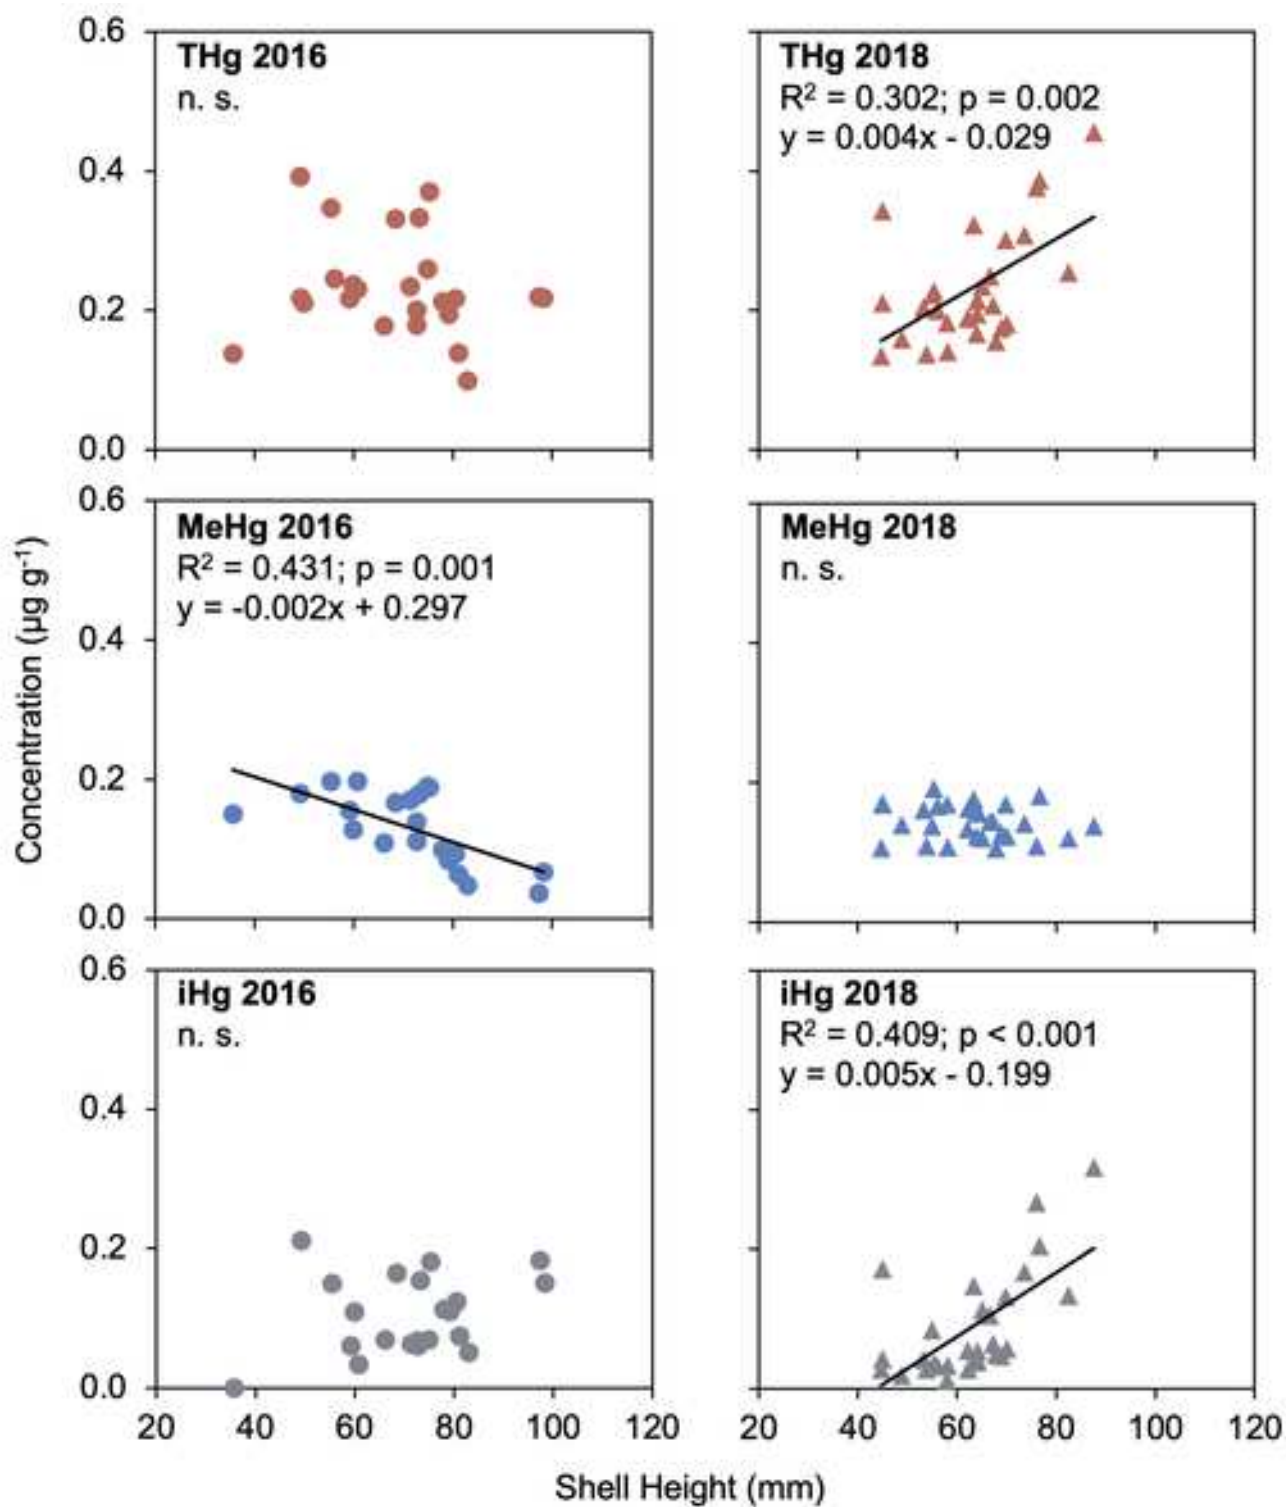 THg 2016
n. s.
0.6
0.4
0.2
0.0
THg 2018
R² = 0.302; p = 0.002
y = 0.004x - 0.029
MeHg 2016
R² = 0.431; p = 0.001
y = -0.002x + 0.297
0.6
0.4
0.2
0.0
MeHg 2018
n. s.
Concentration (µg g⁻¹)
iHg 2016
n. s.
0.6
0.4
0.2
0.0
20 40 60 80 100 120
iHg 2018
R² = 0.409; p < 0.001
y = 0.005x - 0.199
20 40 60 80 100 120
Shell Height (mm)